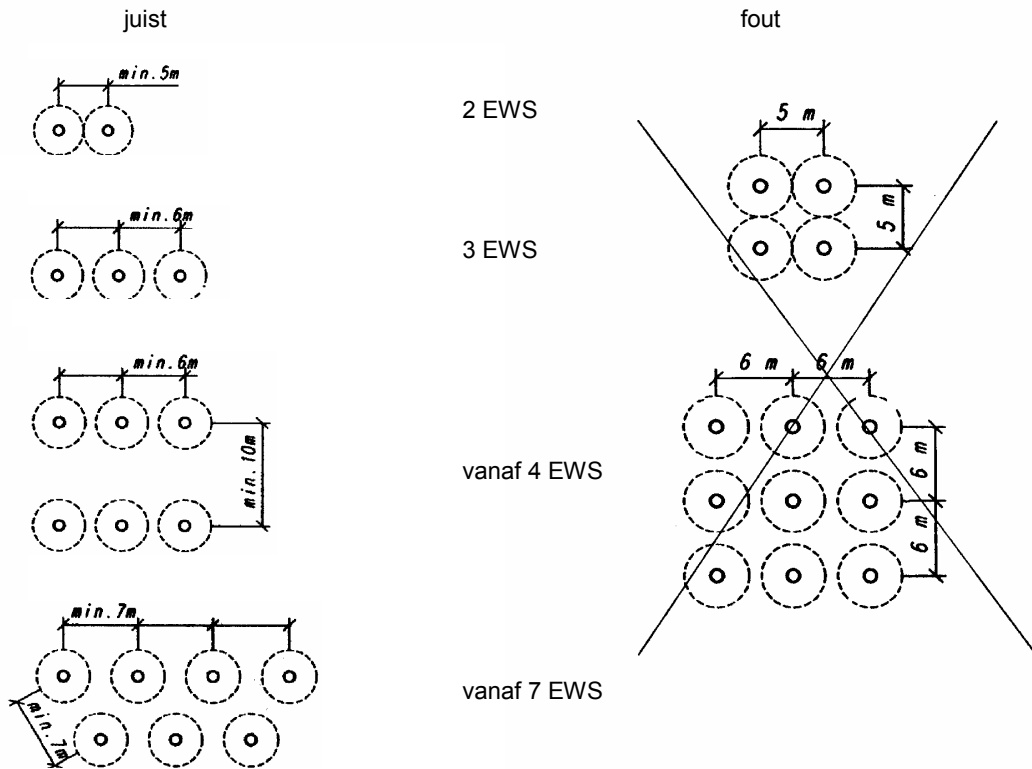 juist
fout
min.5m
2 EWS
5 m
5 m
min.6m
3 EWS
min.6m
min.10m
vanaf 4 EWS
6 m
6 m
6 m
6 m
min.7m
min.7m
vanaf 7 EWS